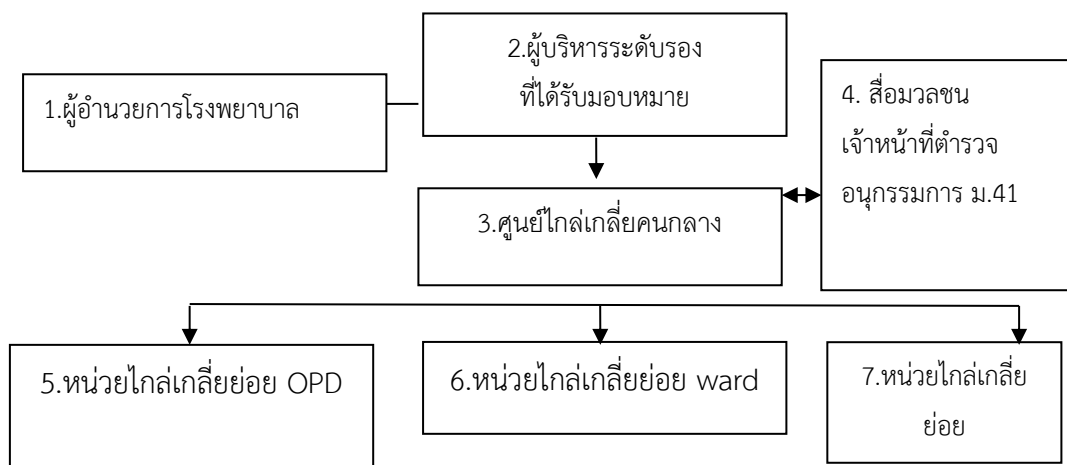 1.ผู้อำนวยการโรงพยาบาล
2.ผู้บริหารระดับรอง
ที่ได้รับมอบหมาย
3.ศูนย์ไกล่เกลี่ยคนกลาง
4. สื่อมวลชน
เจ้าหน้าที่ตำรวจ
อนุกรรมการ ม.41
5.หน่วยไกล่เกลี่ยย่อย OPD
6.หน่วยไกล่เกลี่ยย่อย ward
7.หน่วยไกล่เกลี่ย
ย่อย